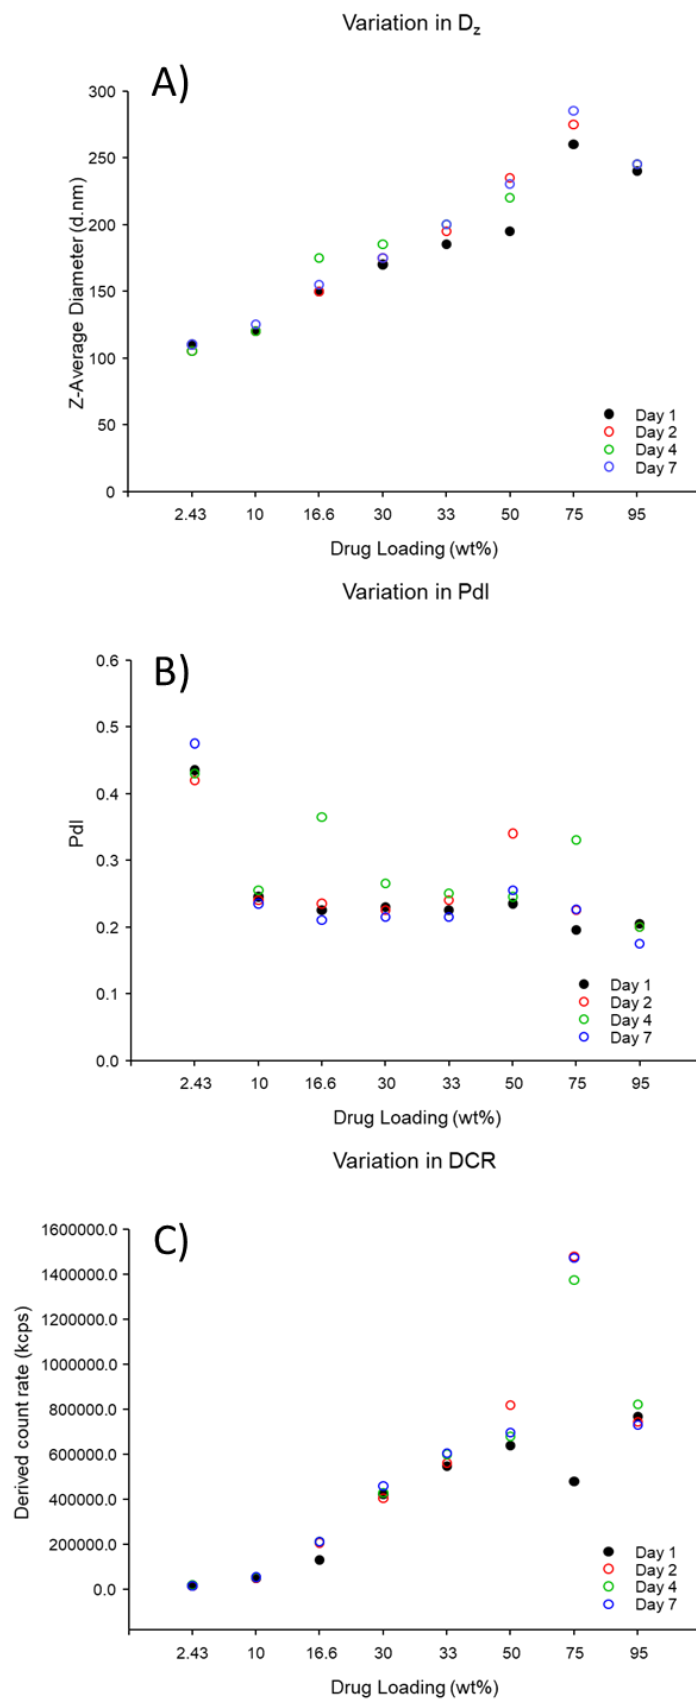 Variation in Dz
A)
300
250
200
150
100
50
0
Z-Average Diameter (d.nm)
Day 1
Day 2
Day 4
Day 7
2.43 10 16.6 30 33 50 75 95
Drug Loading (wt%)
Variation in PdI
B)
0.6
0.5
0.4
0.3
0.2
0.1
0.0
PdI
Day 1
Day 2
Day 4
Day 7
2.43 10 16.6 30 33 50 75 95
Drug Loading (wt%)
Variation in DCR
C)
1600000.0
1400000.0
1200000.0
1000000.0
800000.0
600000.0
400000.0
200000.0
0.0
Derived count rate (kcps)
Day 1
Day 2
Day 4
Day 7
2.43 10 16.6 30 33 50 75 95
Drug Loading (wt%)